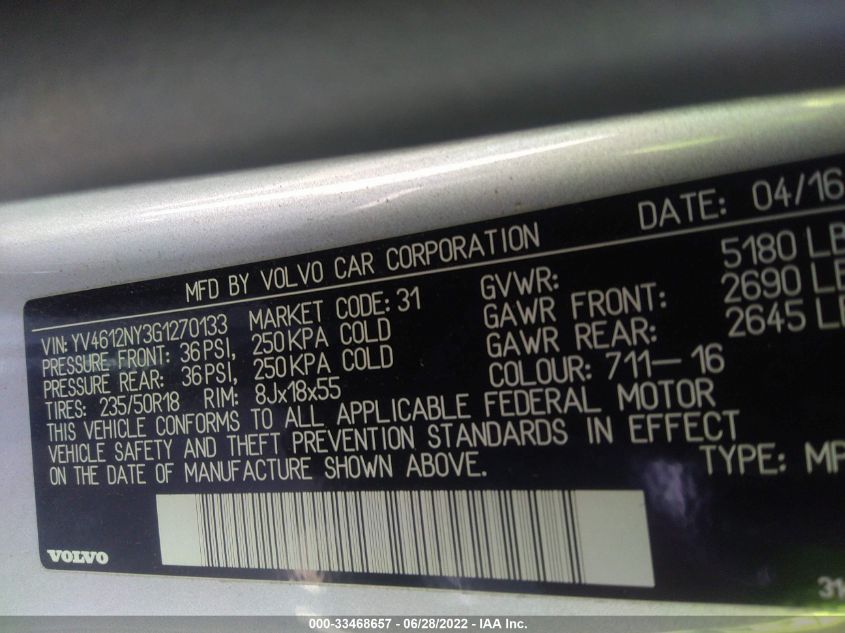 MFD BY VOLVO CAR CORPORATION DATE: 04/16
VIN: YV4612NY3G1270133 MARKET CODE: 31 GVWR: 5180 LB
PRESSURE FRONT: 36 PSI, 250 KPA COLD GAWR FRONT: 2690 LB
PRESSURE REAR: 36 PSI, 250 KPA COLD GAWR REAR: 2645 LB
TIRES: 235/50R18 RIM: 8Jx18x55 COLOUR: 711-16
THIS VEHICLE CONFORMS TO ALL APPLICABLE FEDERAL MOTOR
VEHICLE SAFETY AND THEFT PREVENTION STANDARDS IN EFFECT
ON THE DATE OF MANUFACTURE SHOWN ABOVE. TYPE: MP
VOLVO
000-33468657 - 06/28/2022 - IAA Inc.